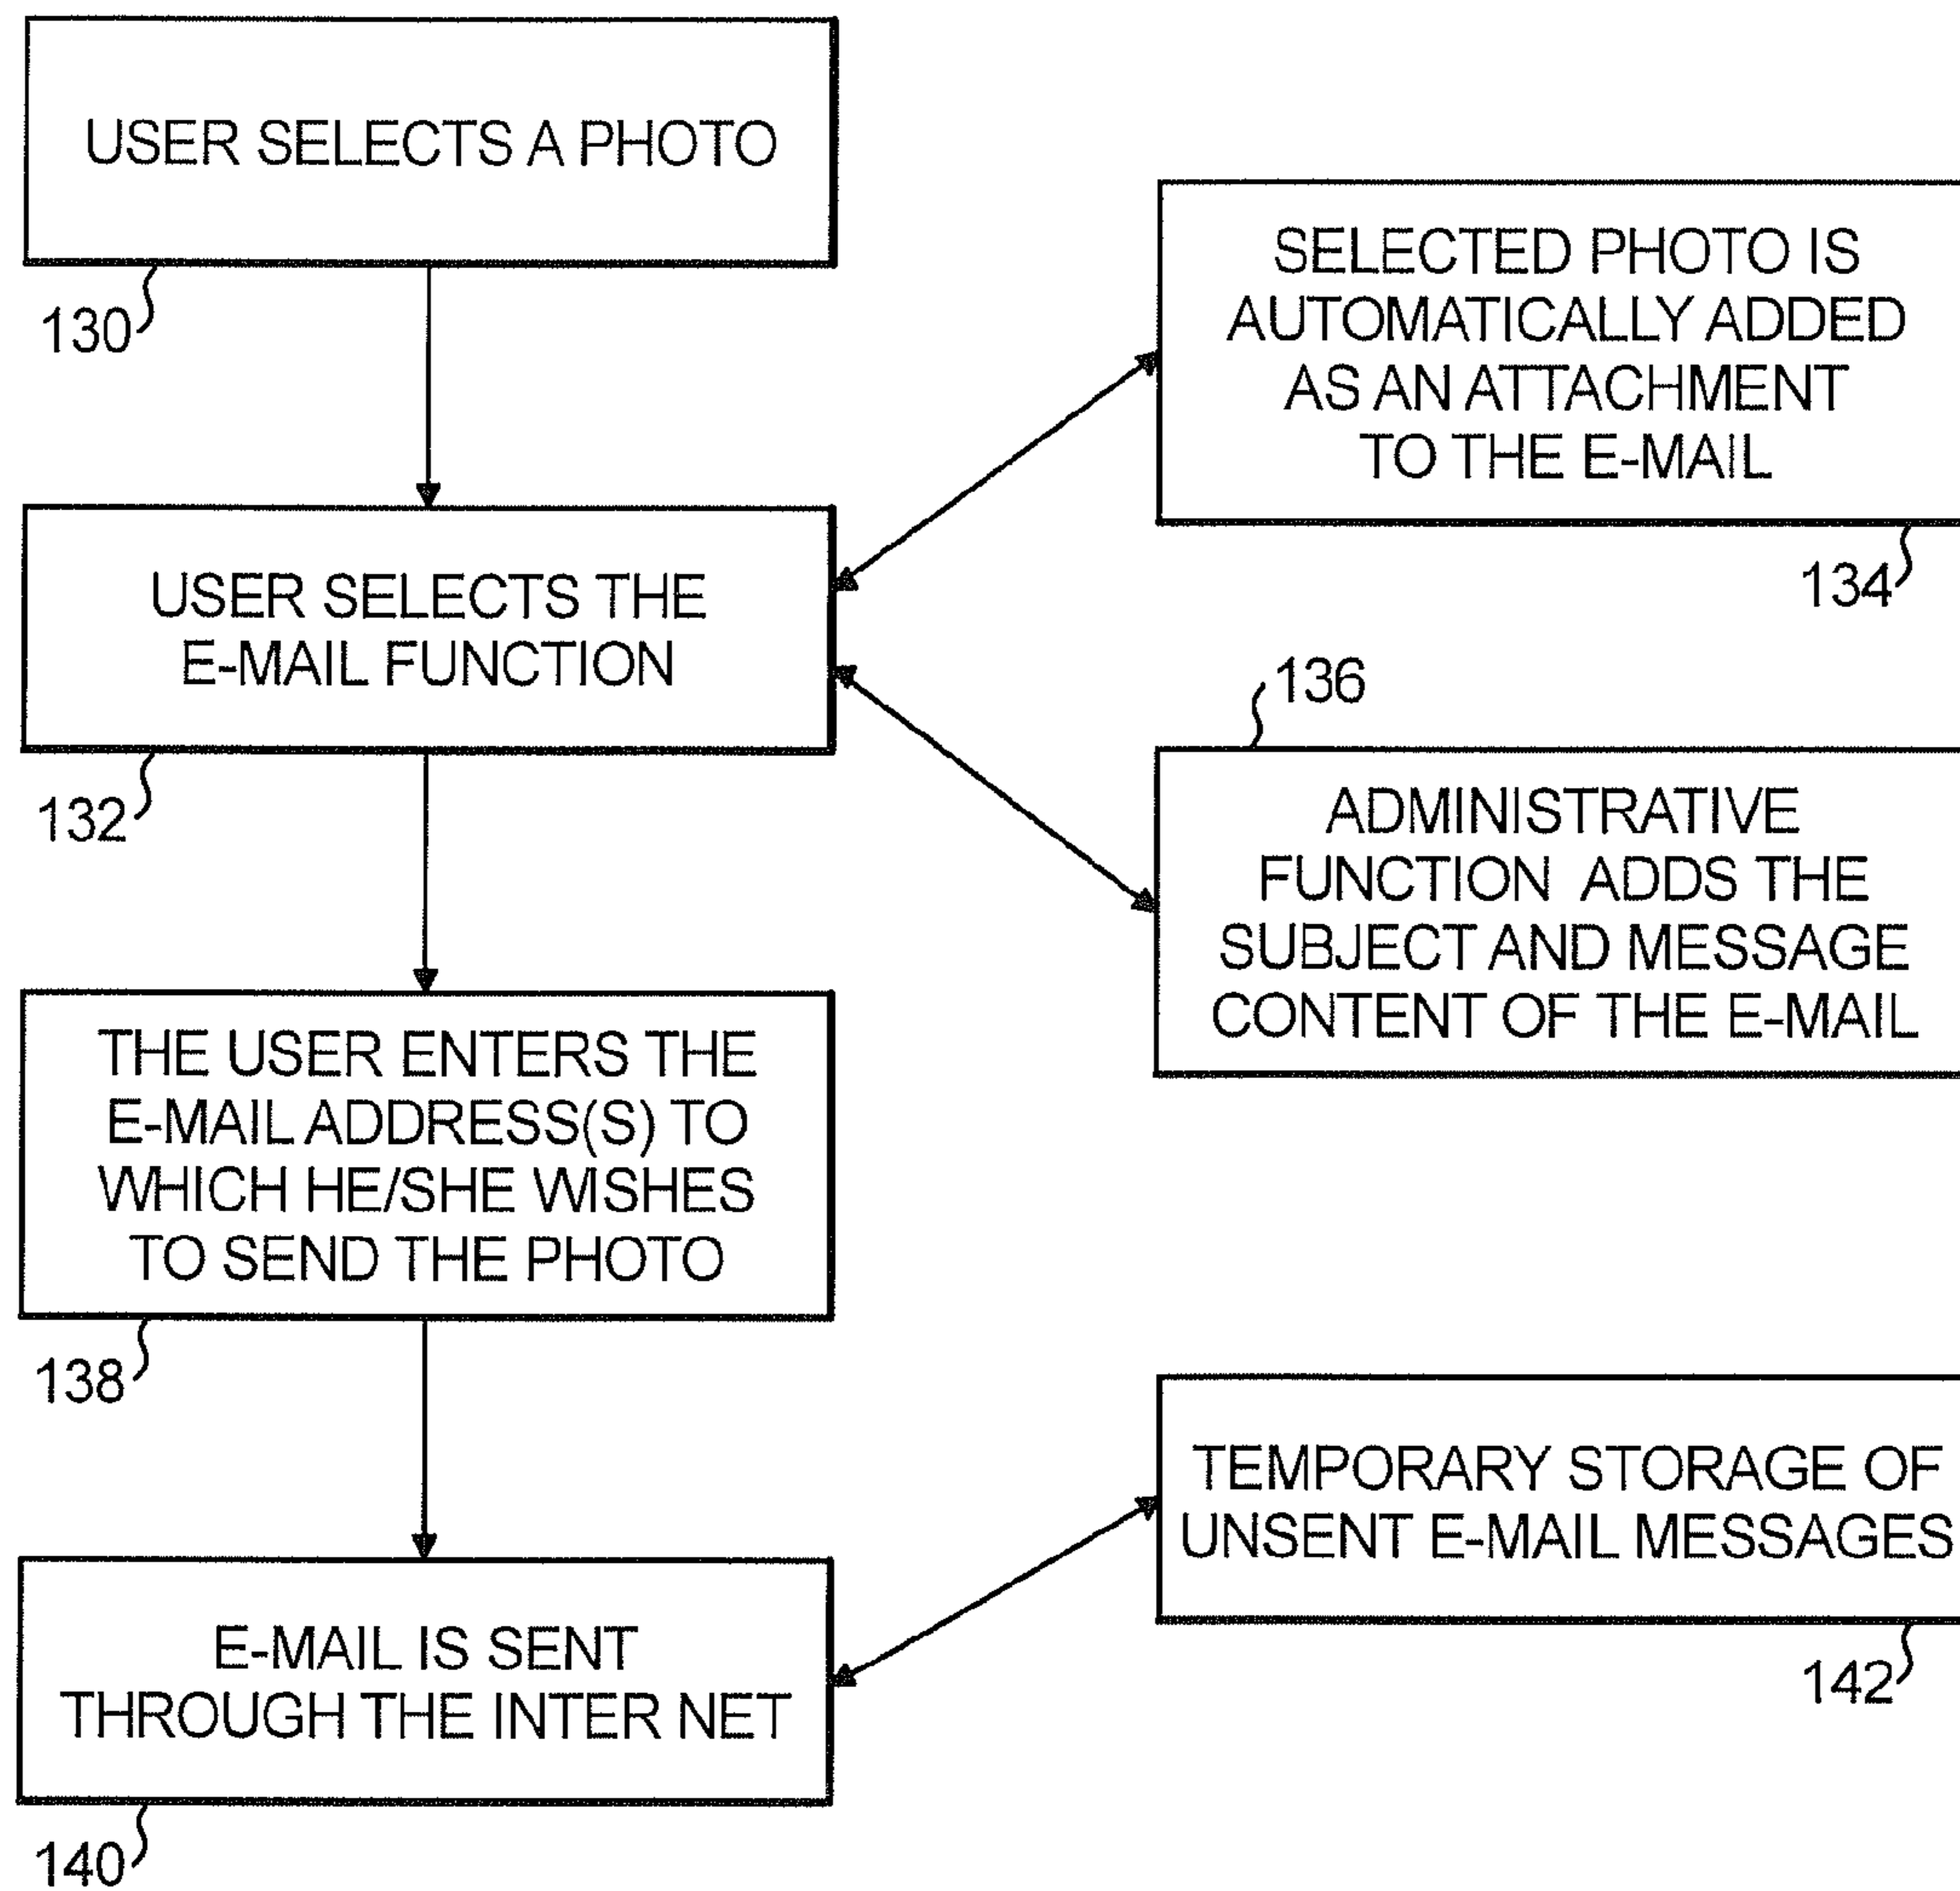 USER SELECTS A PHOTO
130
SELECTED PHOTO IS
AUTOMATICALLY ADDED
AS AN ATTACHMENT
TO THE E-MAIL
134
USER SELECTS THE
E-MAIL FUNCTION
132
136
ADMINISTRATIVE
FUNCTION ADDS THE
SUBJECT AND MESSAGE
CONTENT OF THE E-MAIL
THE USER ENTERS THE
E-MAIL ADDRESS(S) TO
WHICH HE/SHE WISHES
TO SEND THE PHOTO
138
TEMPORARY STORAGE OF
UNSENT E-MAIL MESSAGES
142
E-MAIL IS SENT
THROUGH THE INTER NET
140